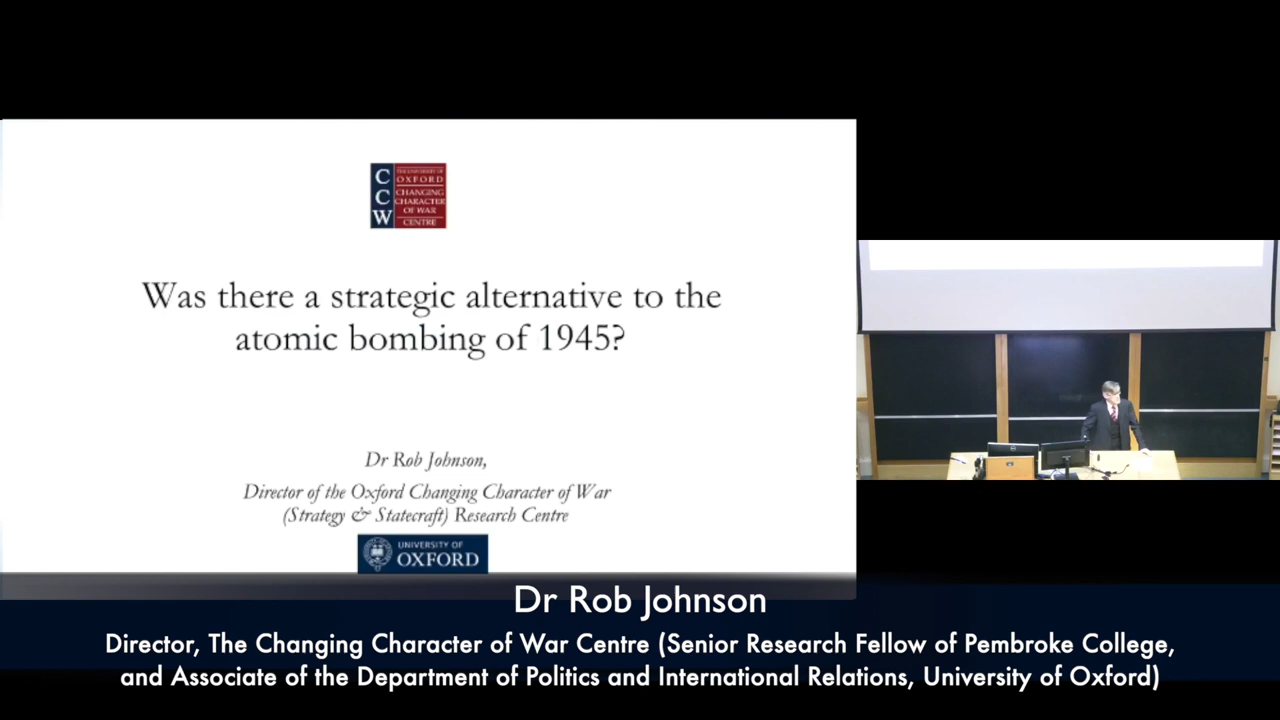 C C W
THE UNIVERSITY OF
OXFORD
CHANGING
CHARACTER
OF WAR
CENTRE
Was there a strategic alternative to the
atomic bombing of 1945?
Dr Rob Johnson,
Director of the Oxford Changing Character of War
(Strategy & Statecraft) Research Centre
UNIVERSITY OF
OXFORD
Dr Rob Johnson
Director, The Changing Character of War Centre (Senior Research Fellow of Pembroke College,
and Associate of the Department of Politics and International Relations, University of Oxford)